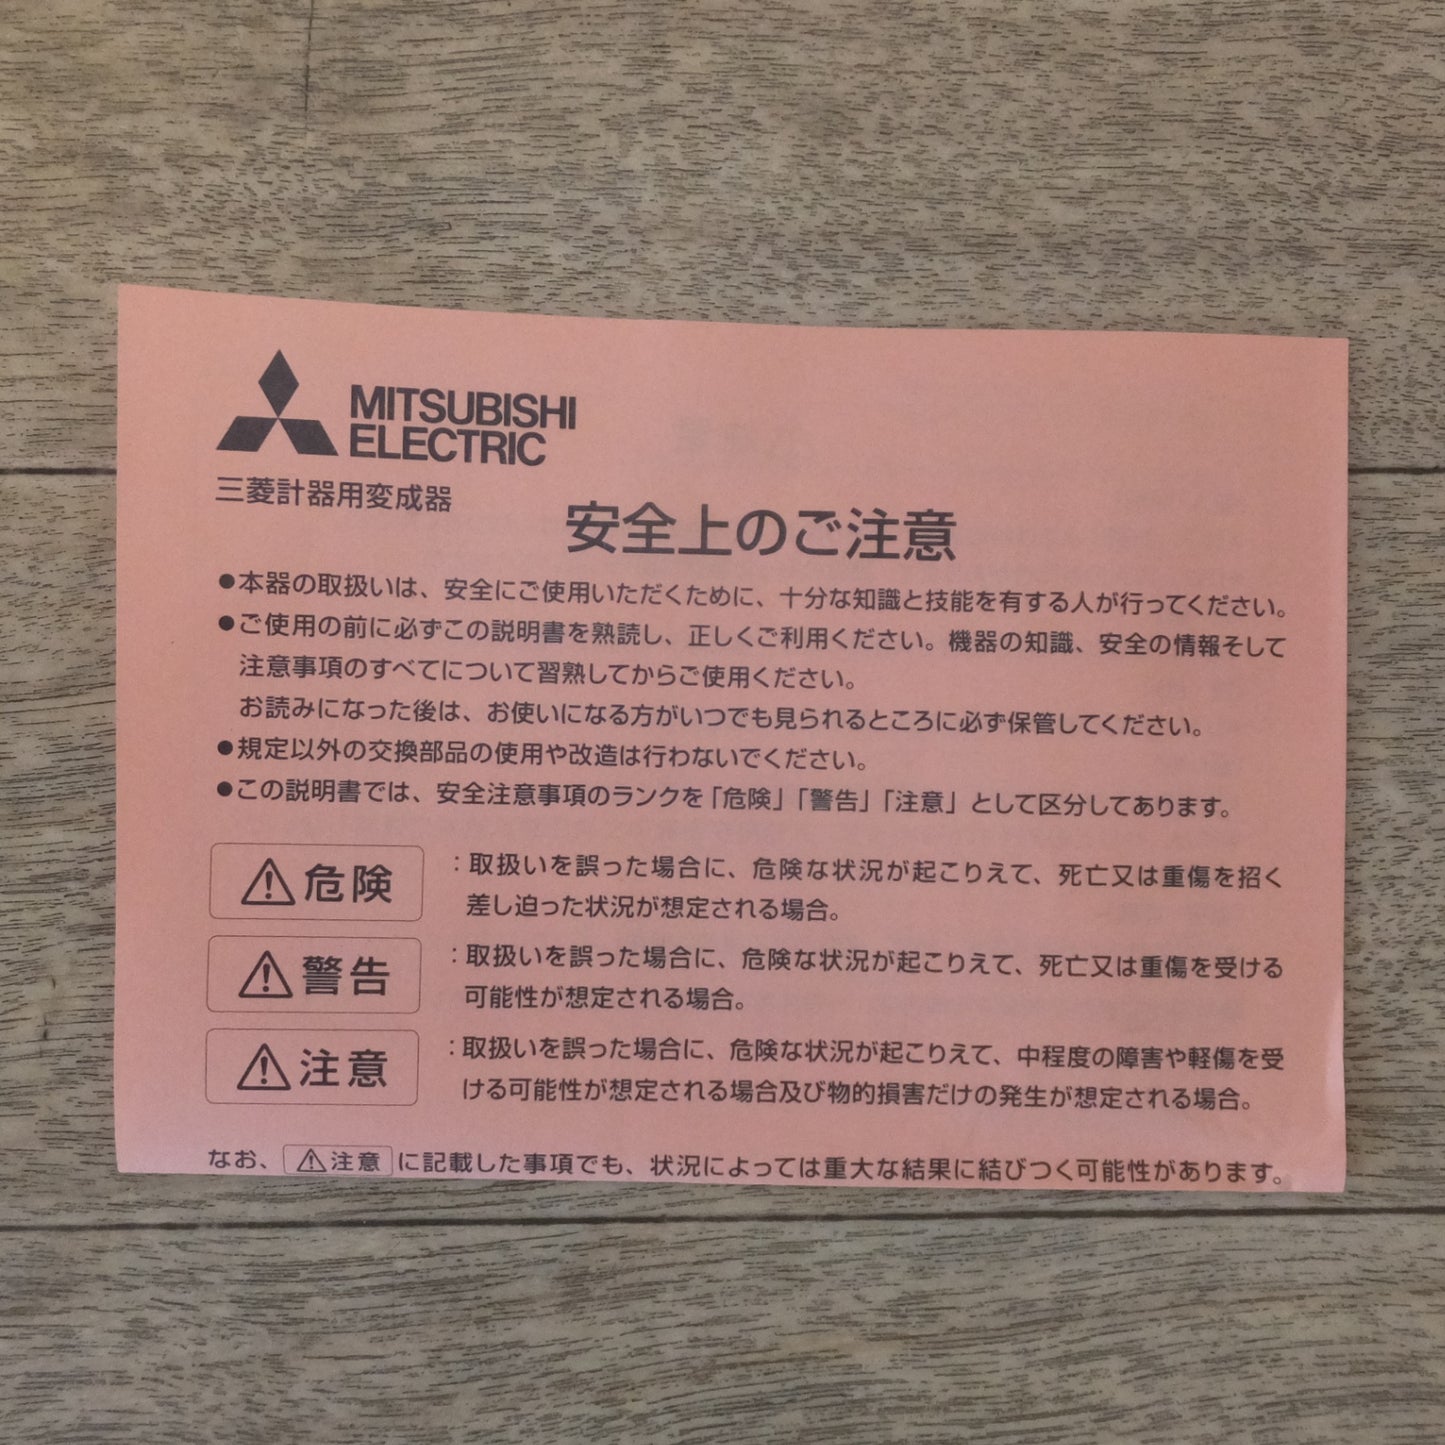 MITSUBISHI
ELECTRIC
三菱計器用変成器
安全上のご注意
●本器の取扱いは、安全にご使用いただくために、十分な知識と技能を有する人が行ってください。
●ご使用の前に必ずこの説明書を熟読し、正しくご利用ください。機器の知識、安全の情報そして
注意事項のすべてについて習熟してからご使用ください。
お読みになった後は、お使いになる方がいつでも見られるところに必ず保管してください。
●規定以外の交換部品の使用や改造は行わないでください。
●この説明書では、安全注意事項のランクを「危険」「警告」「注意」として区分してあります。
⚠危険 :取扱いを誤った場合に、危険な状況が起こりえて、死亡又は重傷を招く
差し迫った状況が想定される場合。
⚠警告 :取扱いを誤った場合に、危険な状況が起こりえて、死亡又は重傷を受ける
可能性が想定される場合。
⚠注意 :取扱いを誤った場合に、危険な状況が起こりえて、中程度の障害や軽傷を受
ける可能性が想定される場合及び物的損害だけの発生が想定される場合。
なお、⚠注意に記載した事項でも、状況によっては重大な結果に結びつく可能性があります。